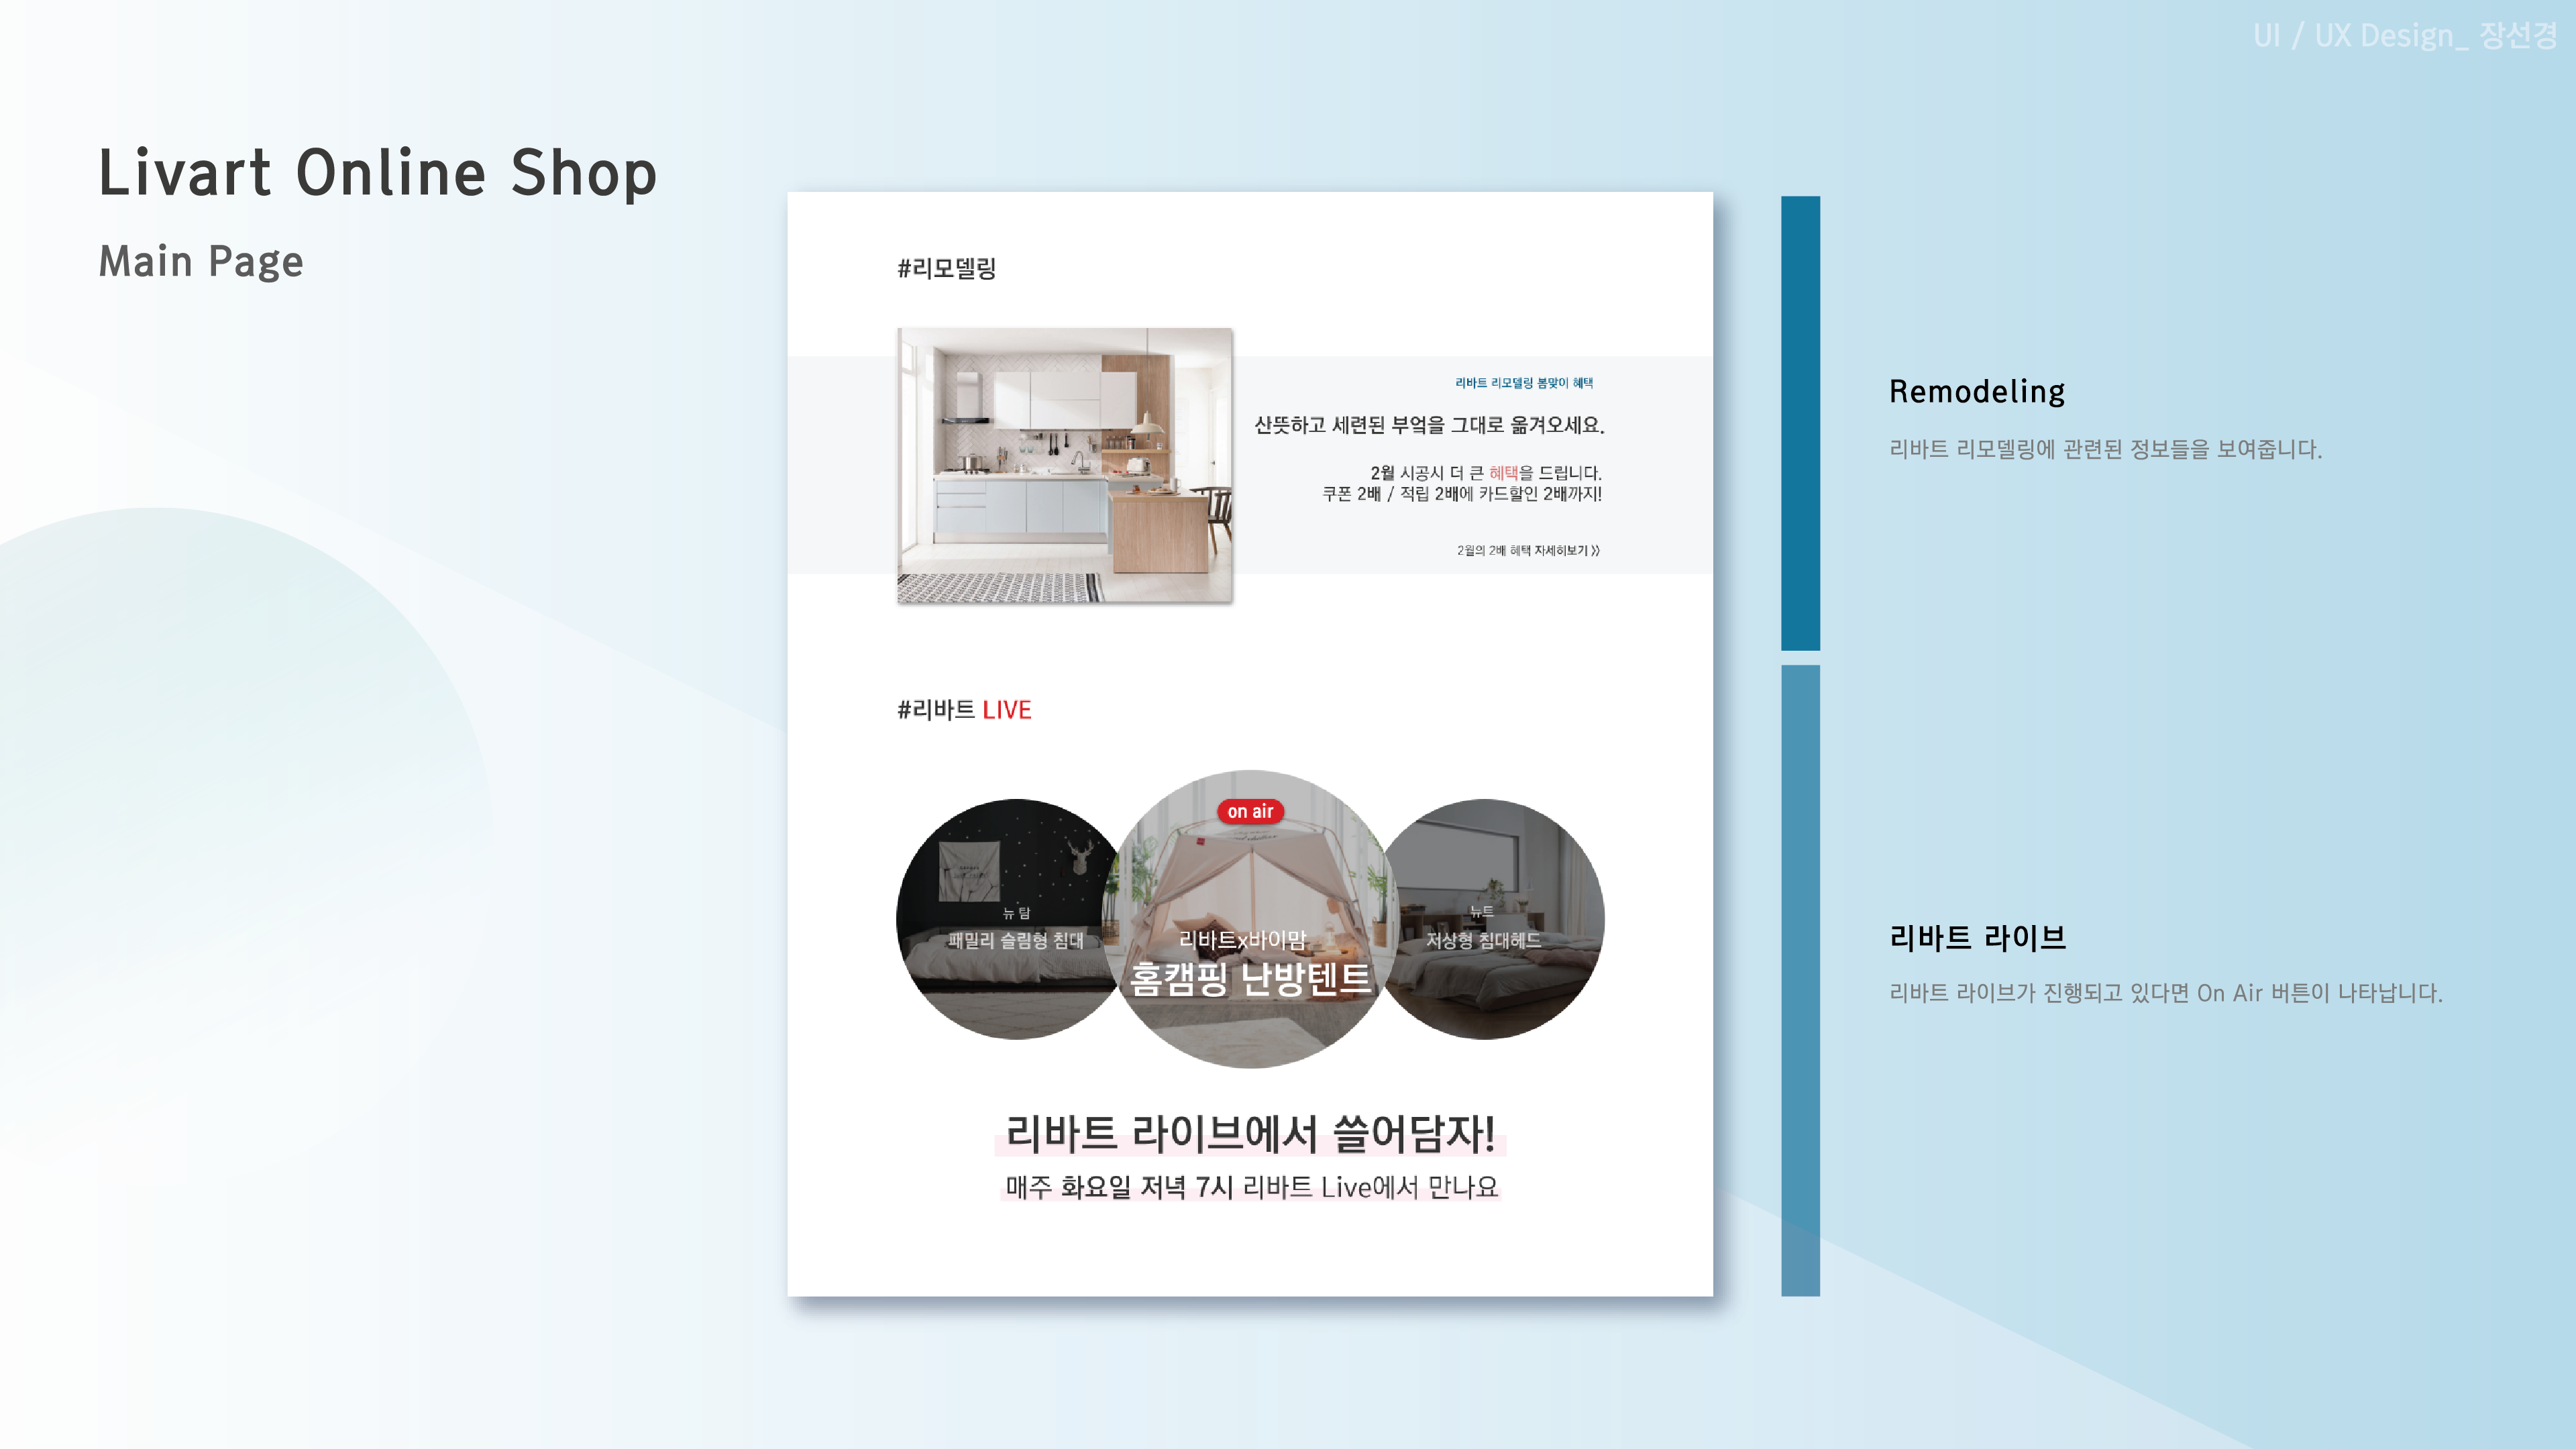 UI / UX Design_ 장선경
Livart Online Shop
Main Page
#리모델링
리바트 리모델링 봄맞이 혜택
산뜻하고 세련된 부엌을 그대로 옮겨오세요.
2월 시공시 더 큰 혜택을 드립니다.
쿠폰 2배 / 적립 2배에 카드할인 2배까지!
2월의 2배 혜택 자세히보기 》
Remodeling
리바트 리모델링에 관련된 정보들을 보여줍니다.
#리바트 LIVE
on air
뉴 담
패밀리 슬림형 침대
리바트x바이맘
홈캠핑 난방텐트
뉴트
저상형 침대헤드
리바트 라이브에서 쓸어담자!
매주 화요일 저녁 7시 리바트 Live에서 만나요
리바트 라이브
리바트 라이브가 진행되고 있다면 On Air 버튼이 나타납니다.